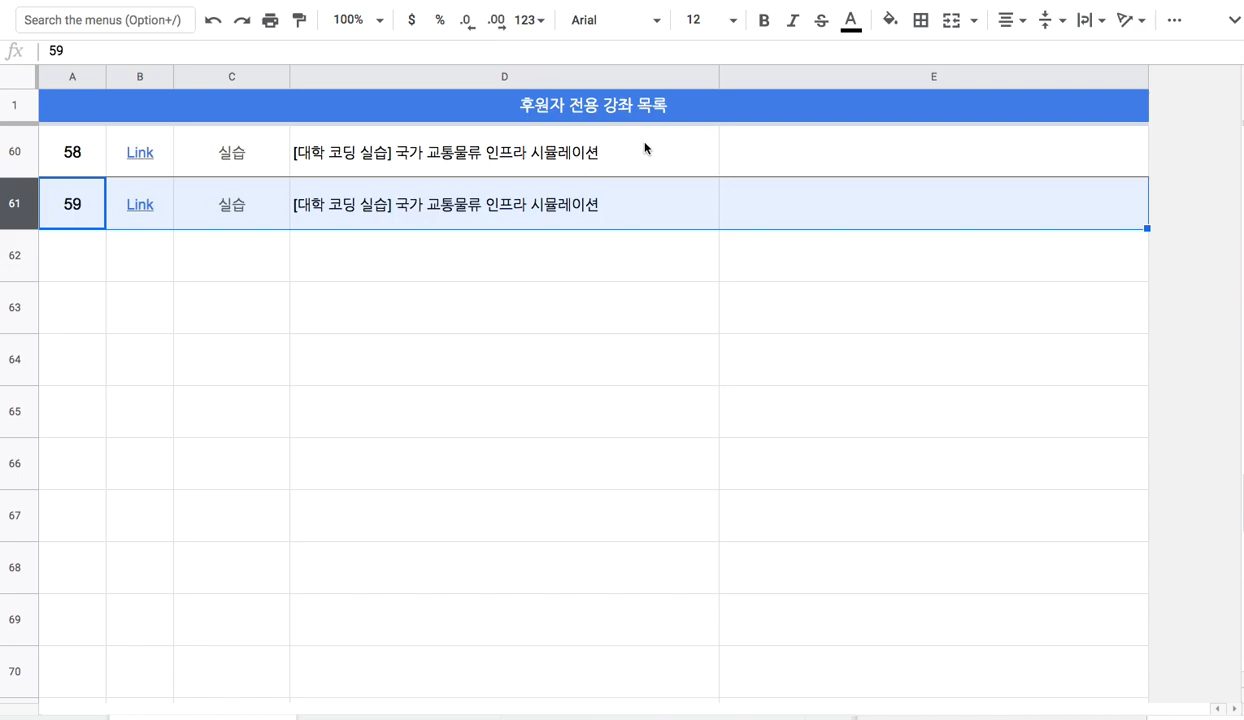 Search the menus (Option+/) 100% $ % .0 .00 123 Arial 12 B I S A
fx 59
A B C D E
1 후원자 전용 강좌 목록
60 58 Link 실습 [대학 코딩 실습] 국가 교통물류 인프라 시뮬레이션
61 59 Link 실습 [대학 코딩 실습] 국가 교통물류 인프라 시뮬레이션
62
63
64
65
66
67
68
69
70